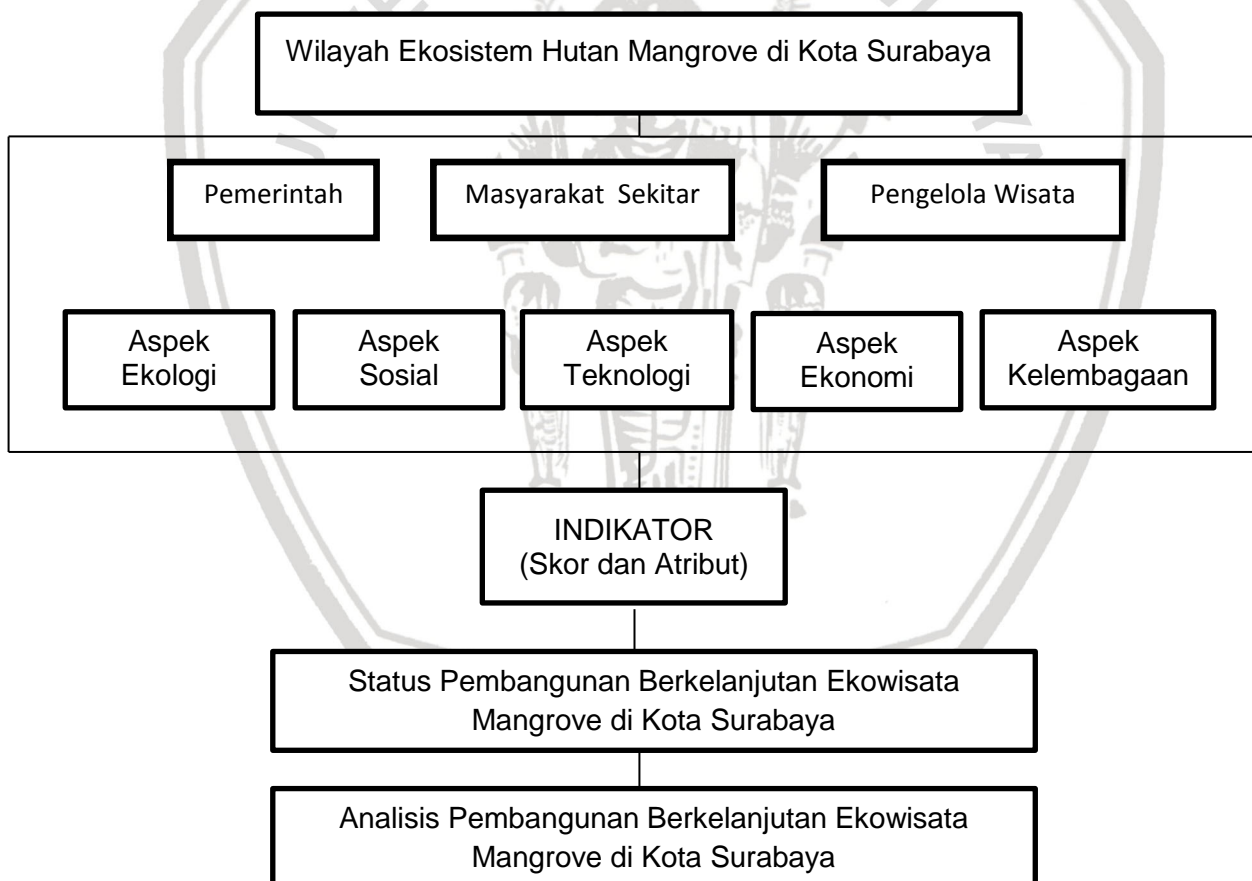 Wilayah Ekosistem Hutan Mangrove di Kota Surabaya
Pemerintah
Masyarakat Sekitar
Pengelola Wisata
Aspek
Ekologi
Aspek
Sosial
Aspek
Teknologi
Aspek
Ekonomi
Aspek
Kelembagaan
INDIKATOR
(Skor dan Atribut)
Status Pembangunan Berkelanjutan Ekowisata
Mangrove di Kota Surabaya
Analisis Pembangunan Berkelanjutan Ekowisata
Mangrove di Kota Surabaya